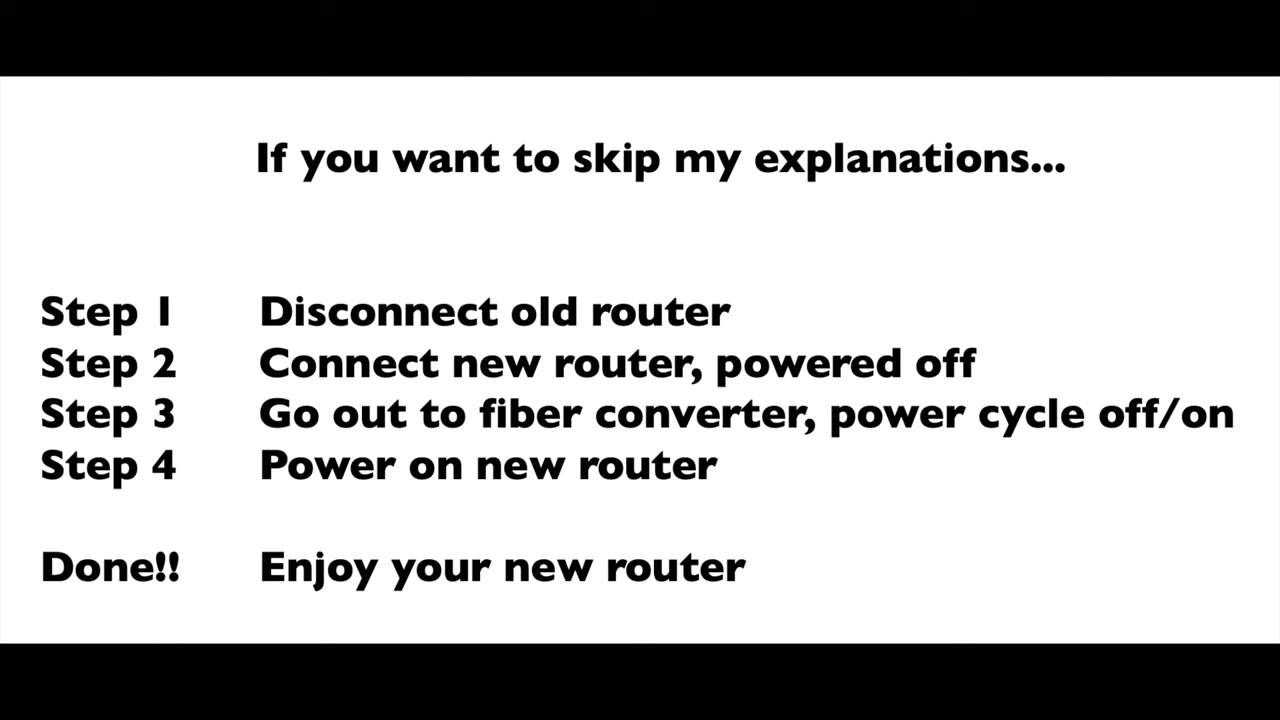 If you want to skip my explanations...
Step 1 Disconnect old router
Step 2 Connect new router, powered off
Step 3 Go out to fiber converter, power cycle off/on
Step 4 Power on new router
Done!! Enjoy your new router